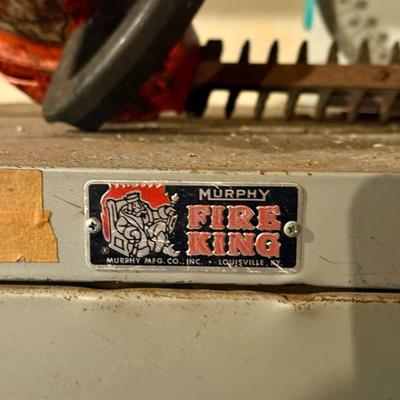 MURPHY
FIRE
KING
®
MURPHY MFG. CO., INC. • LOUISVILLE, KY.